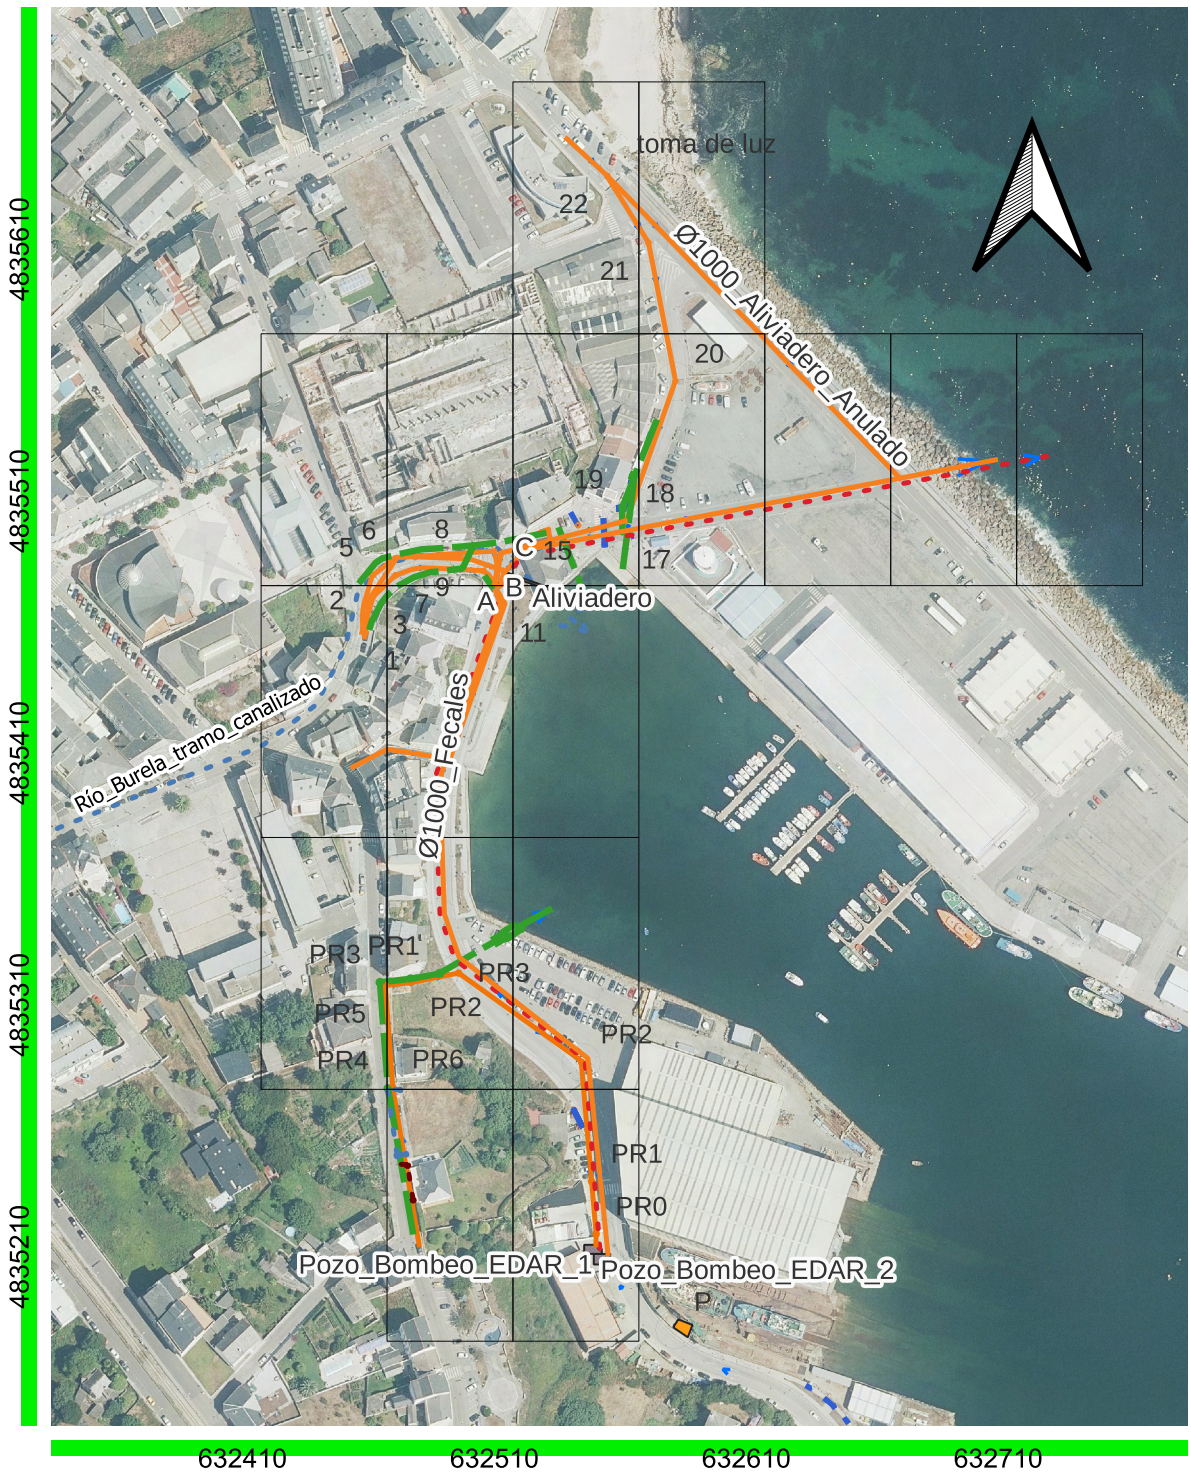 toma de luz
22
Ø1000_Aliviadero_Anulado
21
20
4835610
4835510
19
18
6
8
5
C
15
17
9
B
2
7
A
Aliviadero
3
11
1
Río_Burela_tramo_canalizado
4835410
Ø1000_Fecales
PR1
PR3
PR3
4835310
PR2
PR5
PR2
PR4
PR6
PR1
PR0
4835210
Pozo_Bombeo_EDAR_1
Pozo_Bombeo_EDAR_2
P
632410
632510
632610
632710